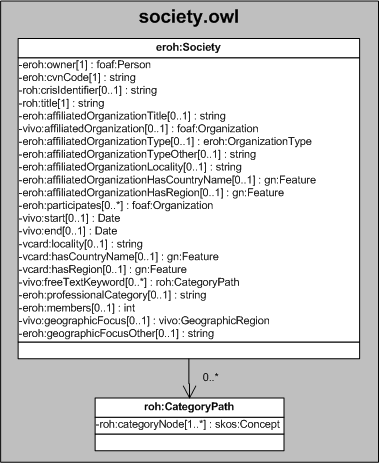 society.owl
eroh:Society
-eroh:owner[1] : foaf:Person
-eroh:cvnCode[1] : string
-roh:crisIdentifier[0..1] : string
-roh:title[1] : string
-eroh:affiliatedOrganizationTitle[0..1] : string
-vivo:affiliatedOrganization[0..1] : foaf:Organization
-eroh:affiliatedOrganizationType[0..1] : eroh:OrganizationType
-eroh:affiliatedOrganizationTypeOther[0..1] : string
-eroh:affiliatedOrganizationLocality[0..1] : string
-eroh:affiliatedOrganizationHasCountryName[0..1] : gn:Feature
-eroh:affiliatedOrganizationHasRegion[0..1] : gn:Feature
-eroh:participates[0..*] : foaf:Organization
-vivo:start[0..1] : Date
-vivo:end[0..1] : Date
-vcard:locality[0..1] : string
-vcard:hasCountryName[0..1] : gn:Feature
-vcard:hasRegion[0..1] : gn:Feature
-vivo:freeTextKeyword[0..*] : roh:CategoryPath
-eroh:professionalCategory[0..1] : string
-eroh:members[0..1] : int
-vivo:geographicFocus[0..1] : vivo:GeographicRegion
-eroh:geographicFocusOther[0..1] : string
0..*
roh:CategoryPath
-roh:categoryNode[1..*] : skos:Concept